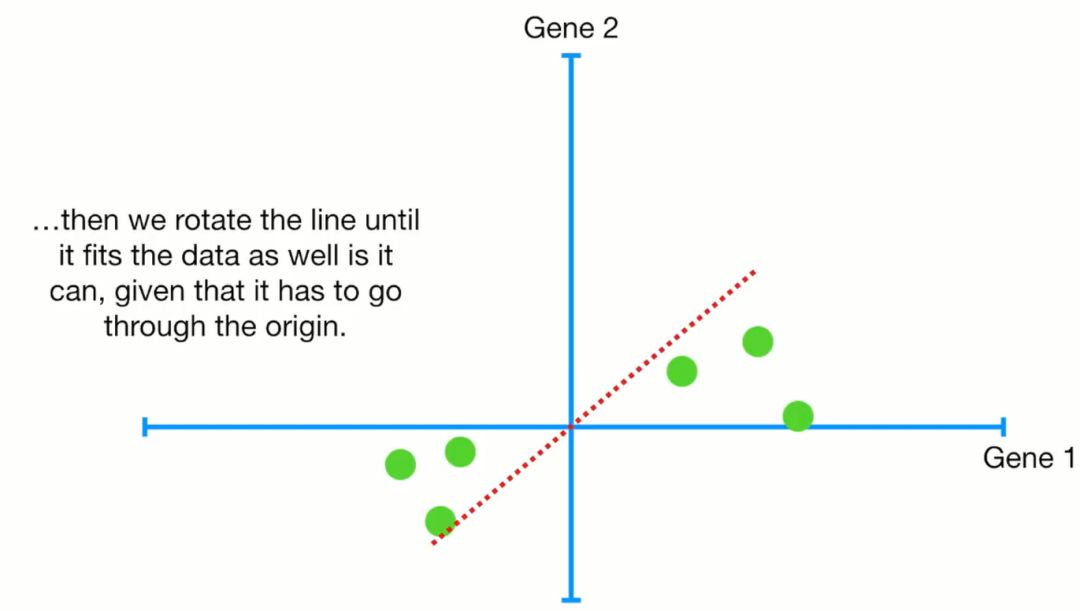 Gene 2
…then we rotate the line until
it fits the data as well is it
can, given that it has to go
through the origin.
Gene 1